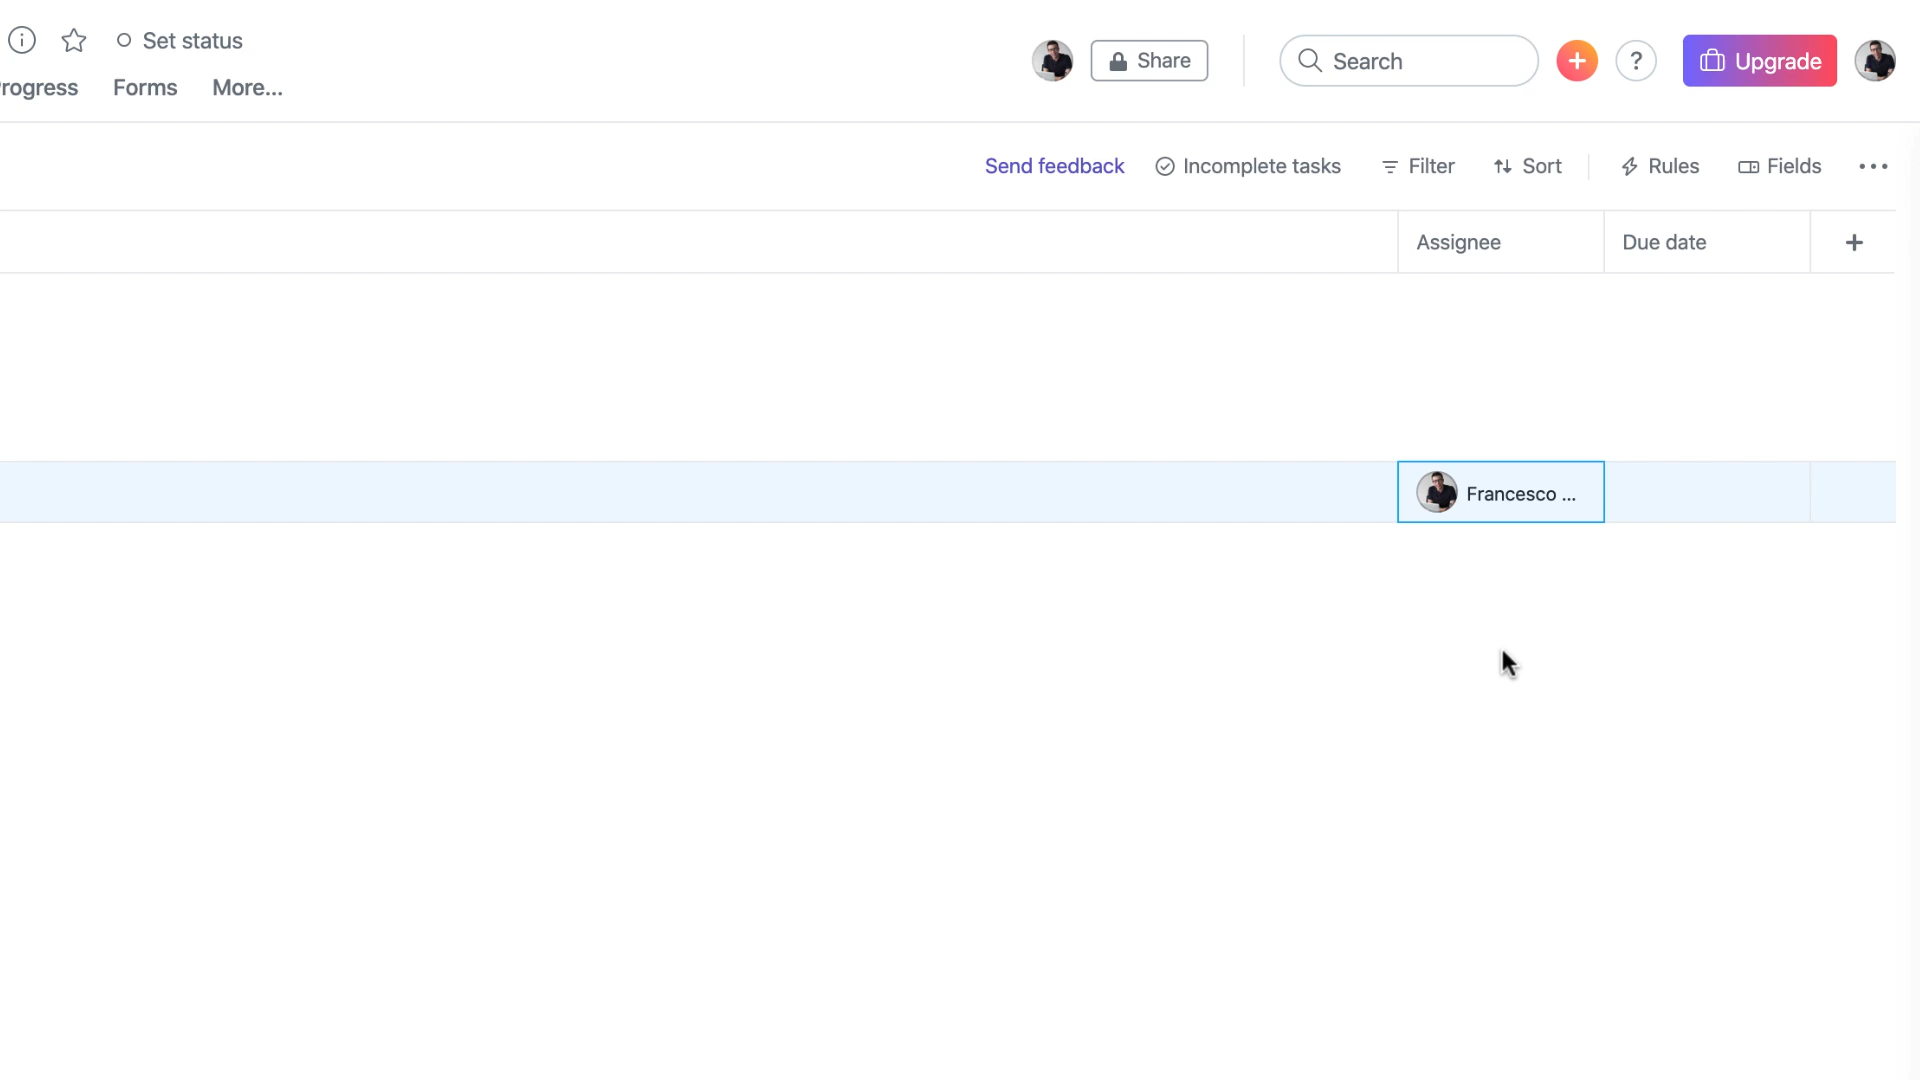 Set status
rogress Forms More...
Share
Search
Upgrade
Send feedback Incomplete tasks Filter Sort Rules Fields
Assignee Due date
Francesco ...